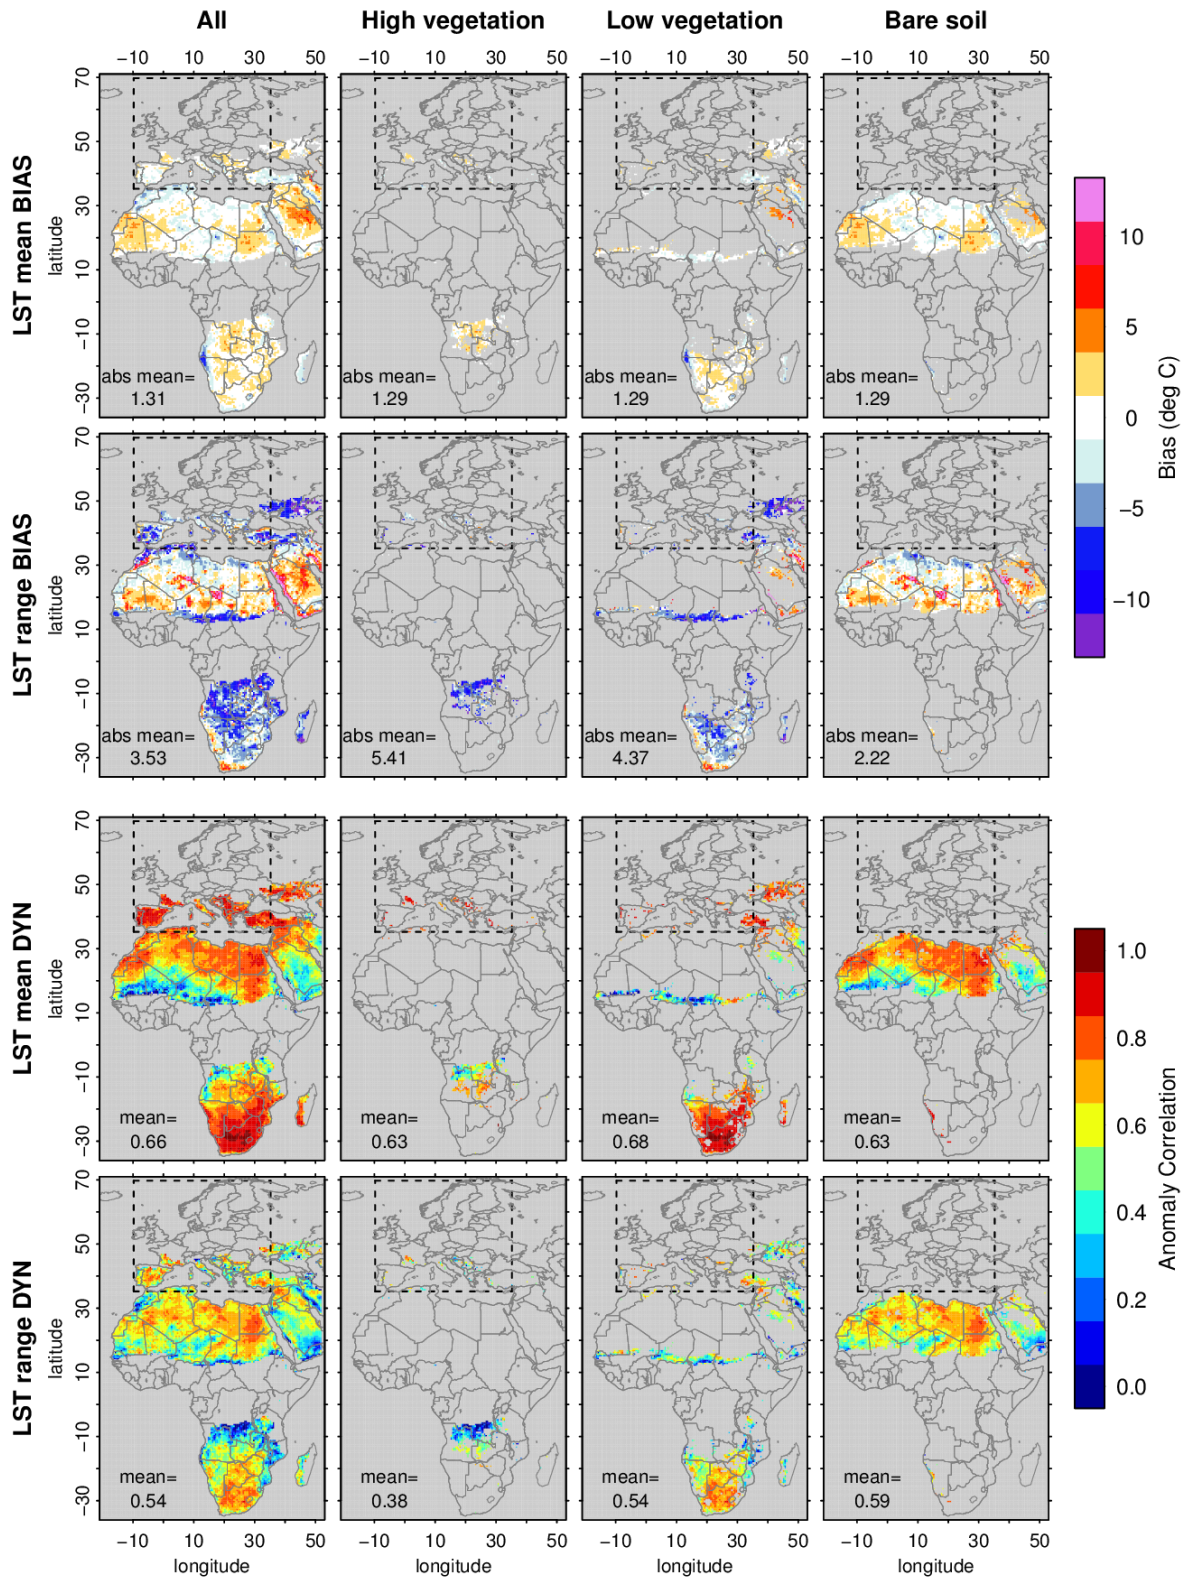 All High vegetation Low vegetation Bare soil
−10 10 30 50 −10 10 30 50 −10 10 30 50 −10 10 30 50
LST mean BIAS
latitude
70
50
30
10
−10
−30
abs mean=
1.31
abs mean=
1.29
abs mean=
1.29
abs mean=
1.29
LST range BIAS
latitude
70
50
30
10
−10
−30
abs mean=
3.53
abs mean=
5.41
abs mean=
4.37
abs mean=
2.22
10
5
0
−5
−10
Bias (deg C)
LST mean DYN
latitude
70
50
30
10
−10
−30
mean=
0.66
mean=
0.63
mean=
0.68
mean=
0.63
LST range DYN
latitude
70
50
30
10
−10
−30
mean=
0.54
mean=
0.38
mean=
0.54
mean=
0.59
1.0
0.8
0.6
0.4
0.2
0.0
Anomaly Correlation
−10 10 30 50 −10 10 30 50 −10 10 30 50 −10 10 30 50
longitude longitude longitude longitude